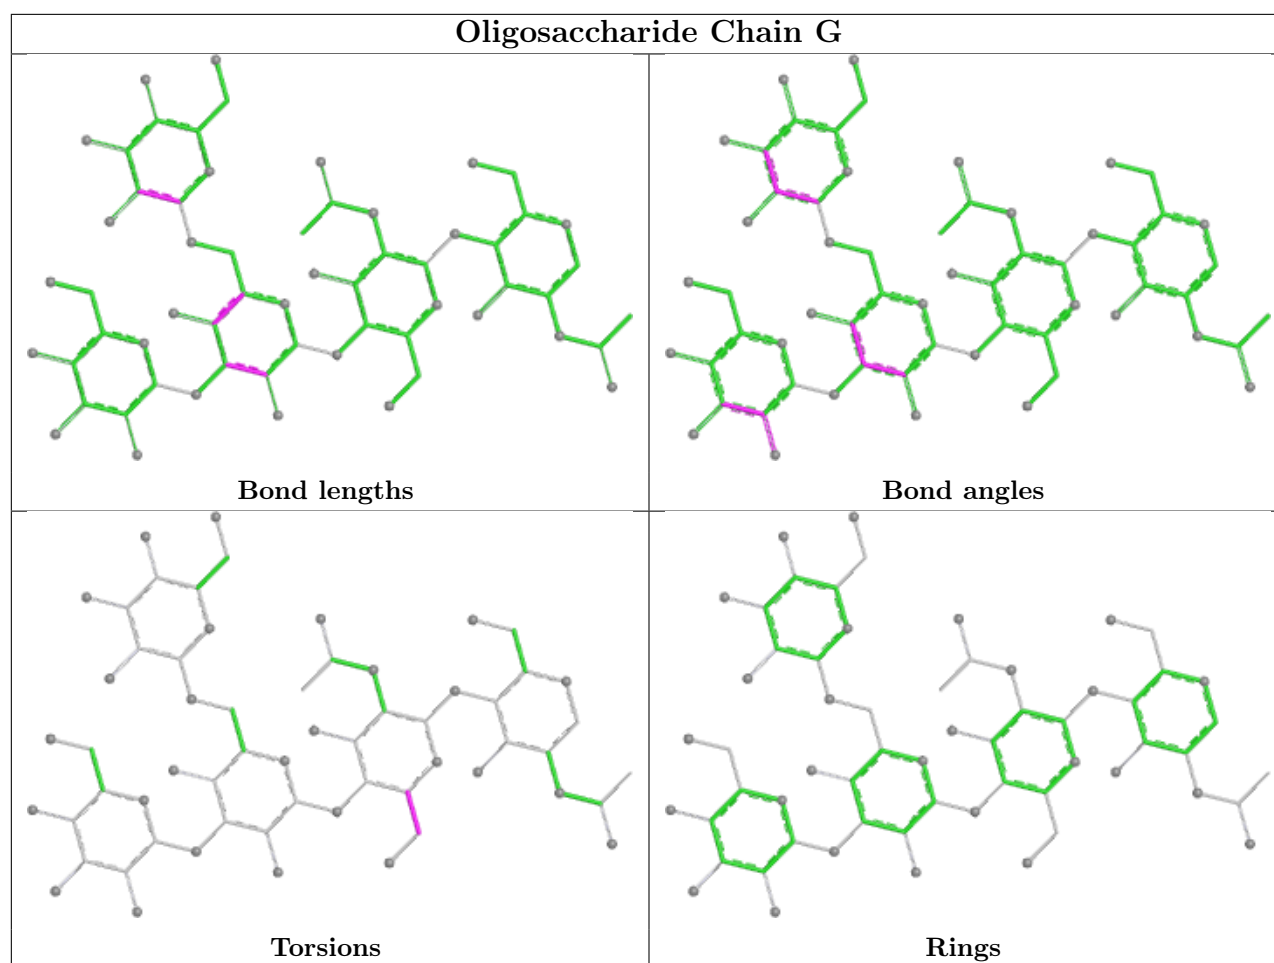 Oligosaccharide Chain G
Bond lengths
Bond angles
Torsions
Rings